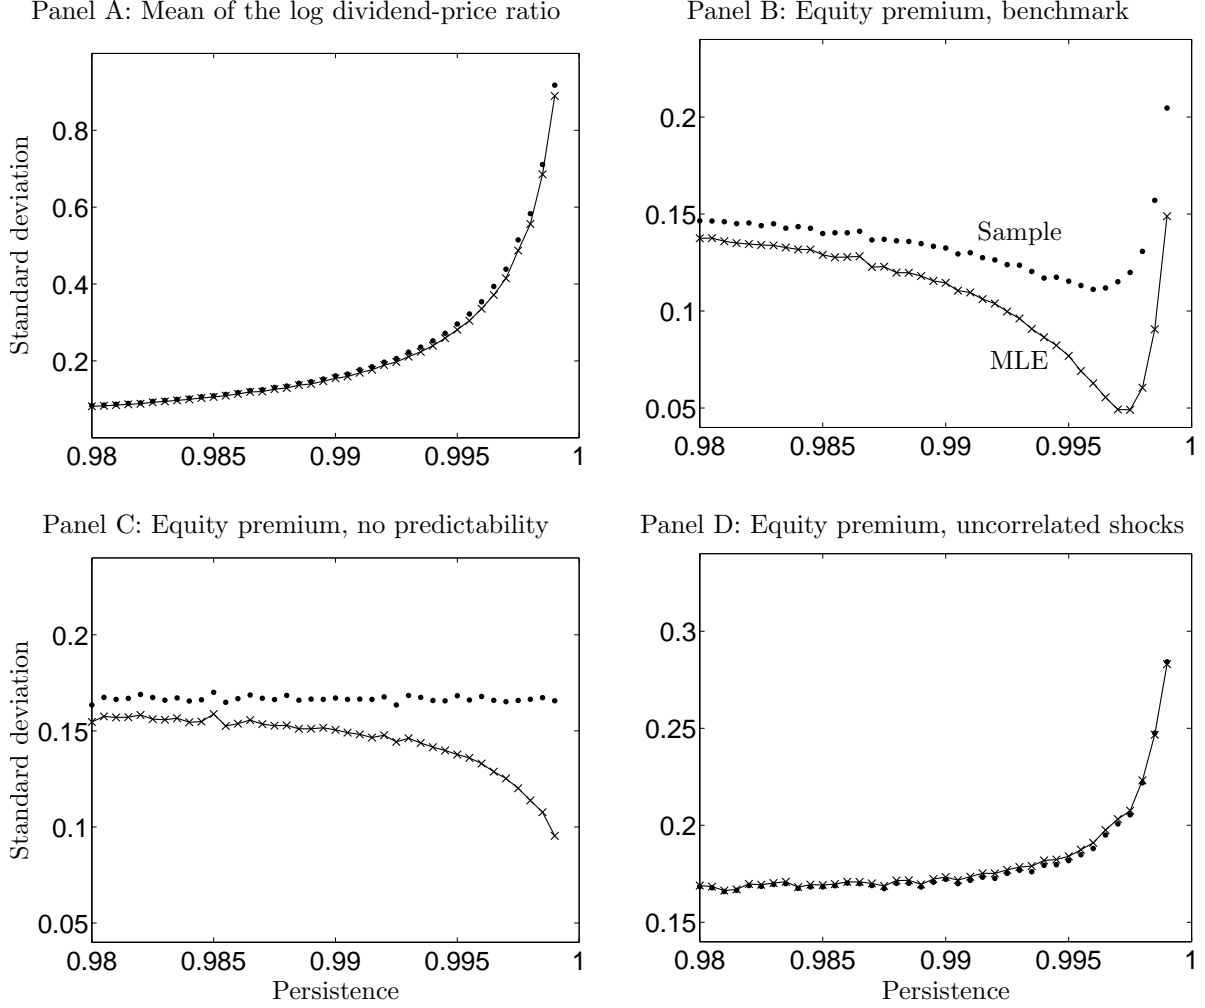 Panel A: Mean of the log dividend-price ratio
Standard deviation
0.8
0.6
0.4
0.2
0.98 0.985 0.99 0.995 1
Panel B: Equity premium, benchmark
0.2
0.15
0.1
0.05
Sample
MLE
0.98 0.985 0.99 0.995 1
Panel C: Equity premium, no predictability
Standard deviation
0.2
0.15
0.1
0.05
0.98 0.985 0.99 0.995 1
Persistence
Panel D: Equity premium, uncorrelated shocks
0.3
0.25
0.2
0.15
0.98 0.985 0.99 0.995 1
Persistence